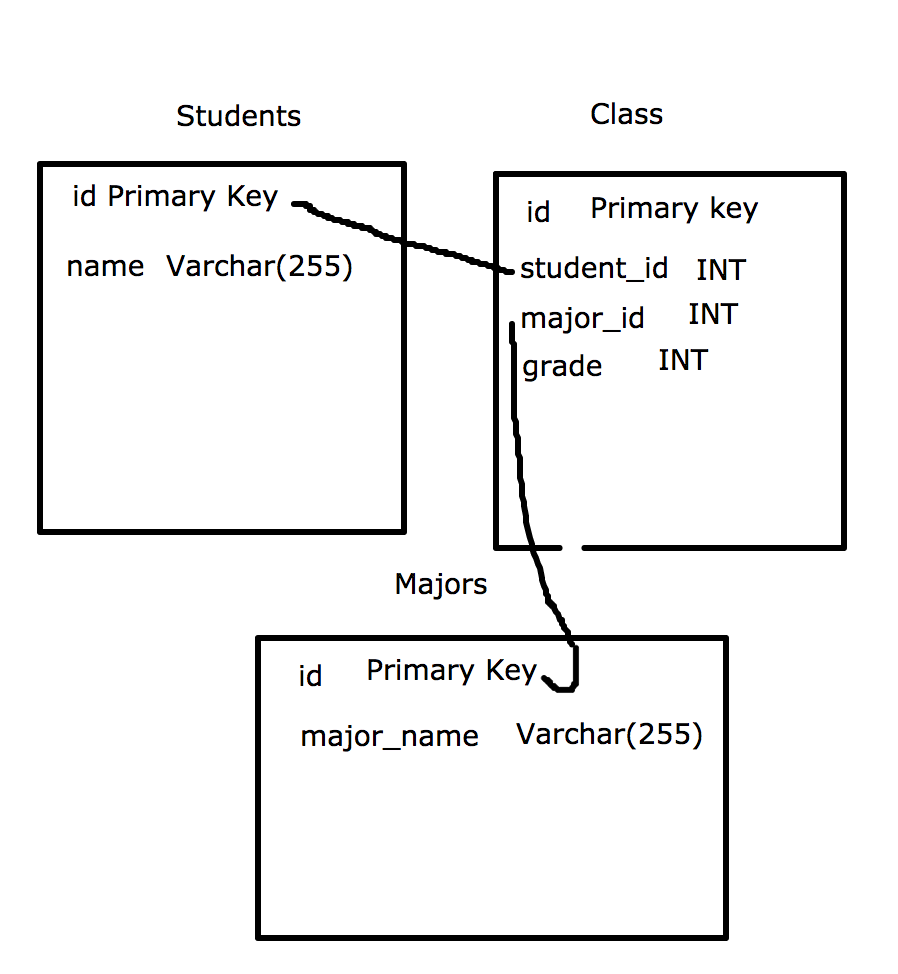 Students
id Primary Key
name Varchar(255)
Class
id Primary key
student_id INT
major_id INT
grade INT
Majors
id Primary Key
major_name Varchar(255)